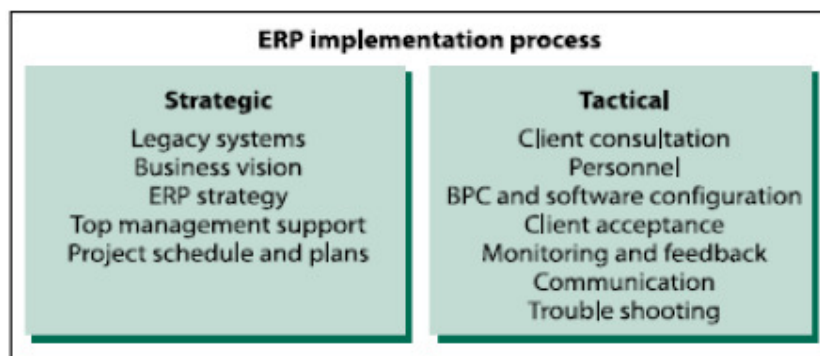 ERP implementation process
Strategic
Legacy systems
Business vision
ERP strategy
Top management support
Project schedule and plans
Tactical
Client consultation
Personnel
BPC and software configuration
Client acceptance
Monitoring and feedback
Communication
Trouble shooting